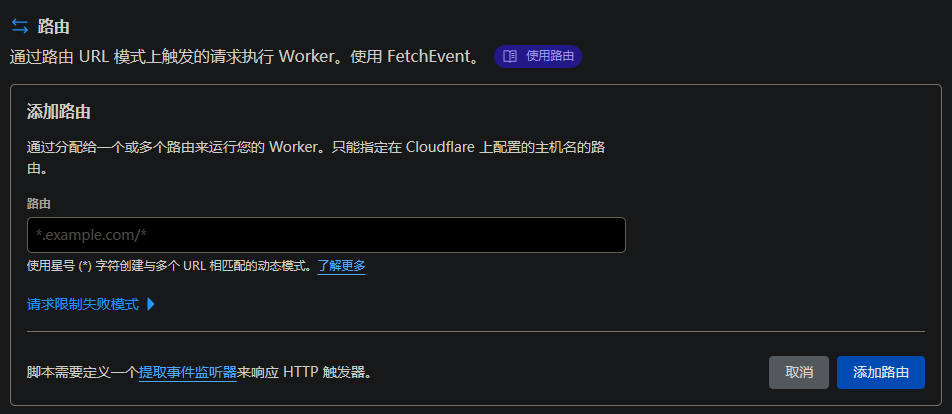 路由
通过路由 URL 模式上触发的请求执行 Worker。使用 FetchEvent。 使用路由
添加路由
通过分配给一个或多个路由来运行您的 Worker。只能指定在 Cloudflare 上配置的主机名的路
由。
路由
*.example.com/*
使用星号 (*) 字符创建与多个 URL 相匹配的动态模式。了解更多
请求限制失败模式
脚本需要定义一个提取事件监听器来响应 HTTP 触发器。 取消 添加路由